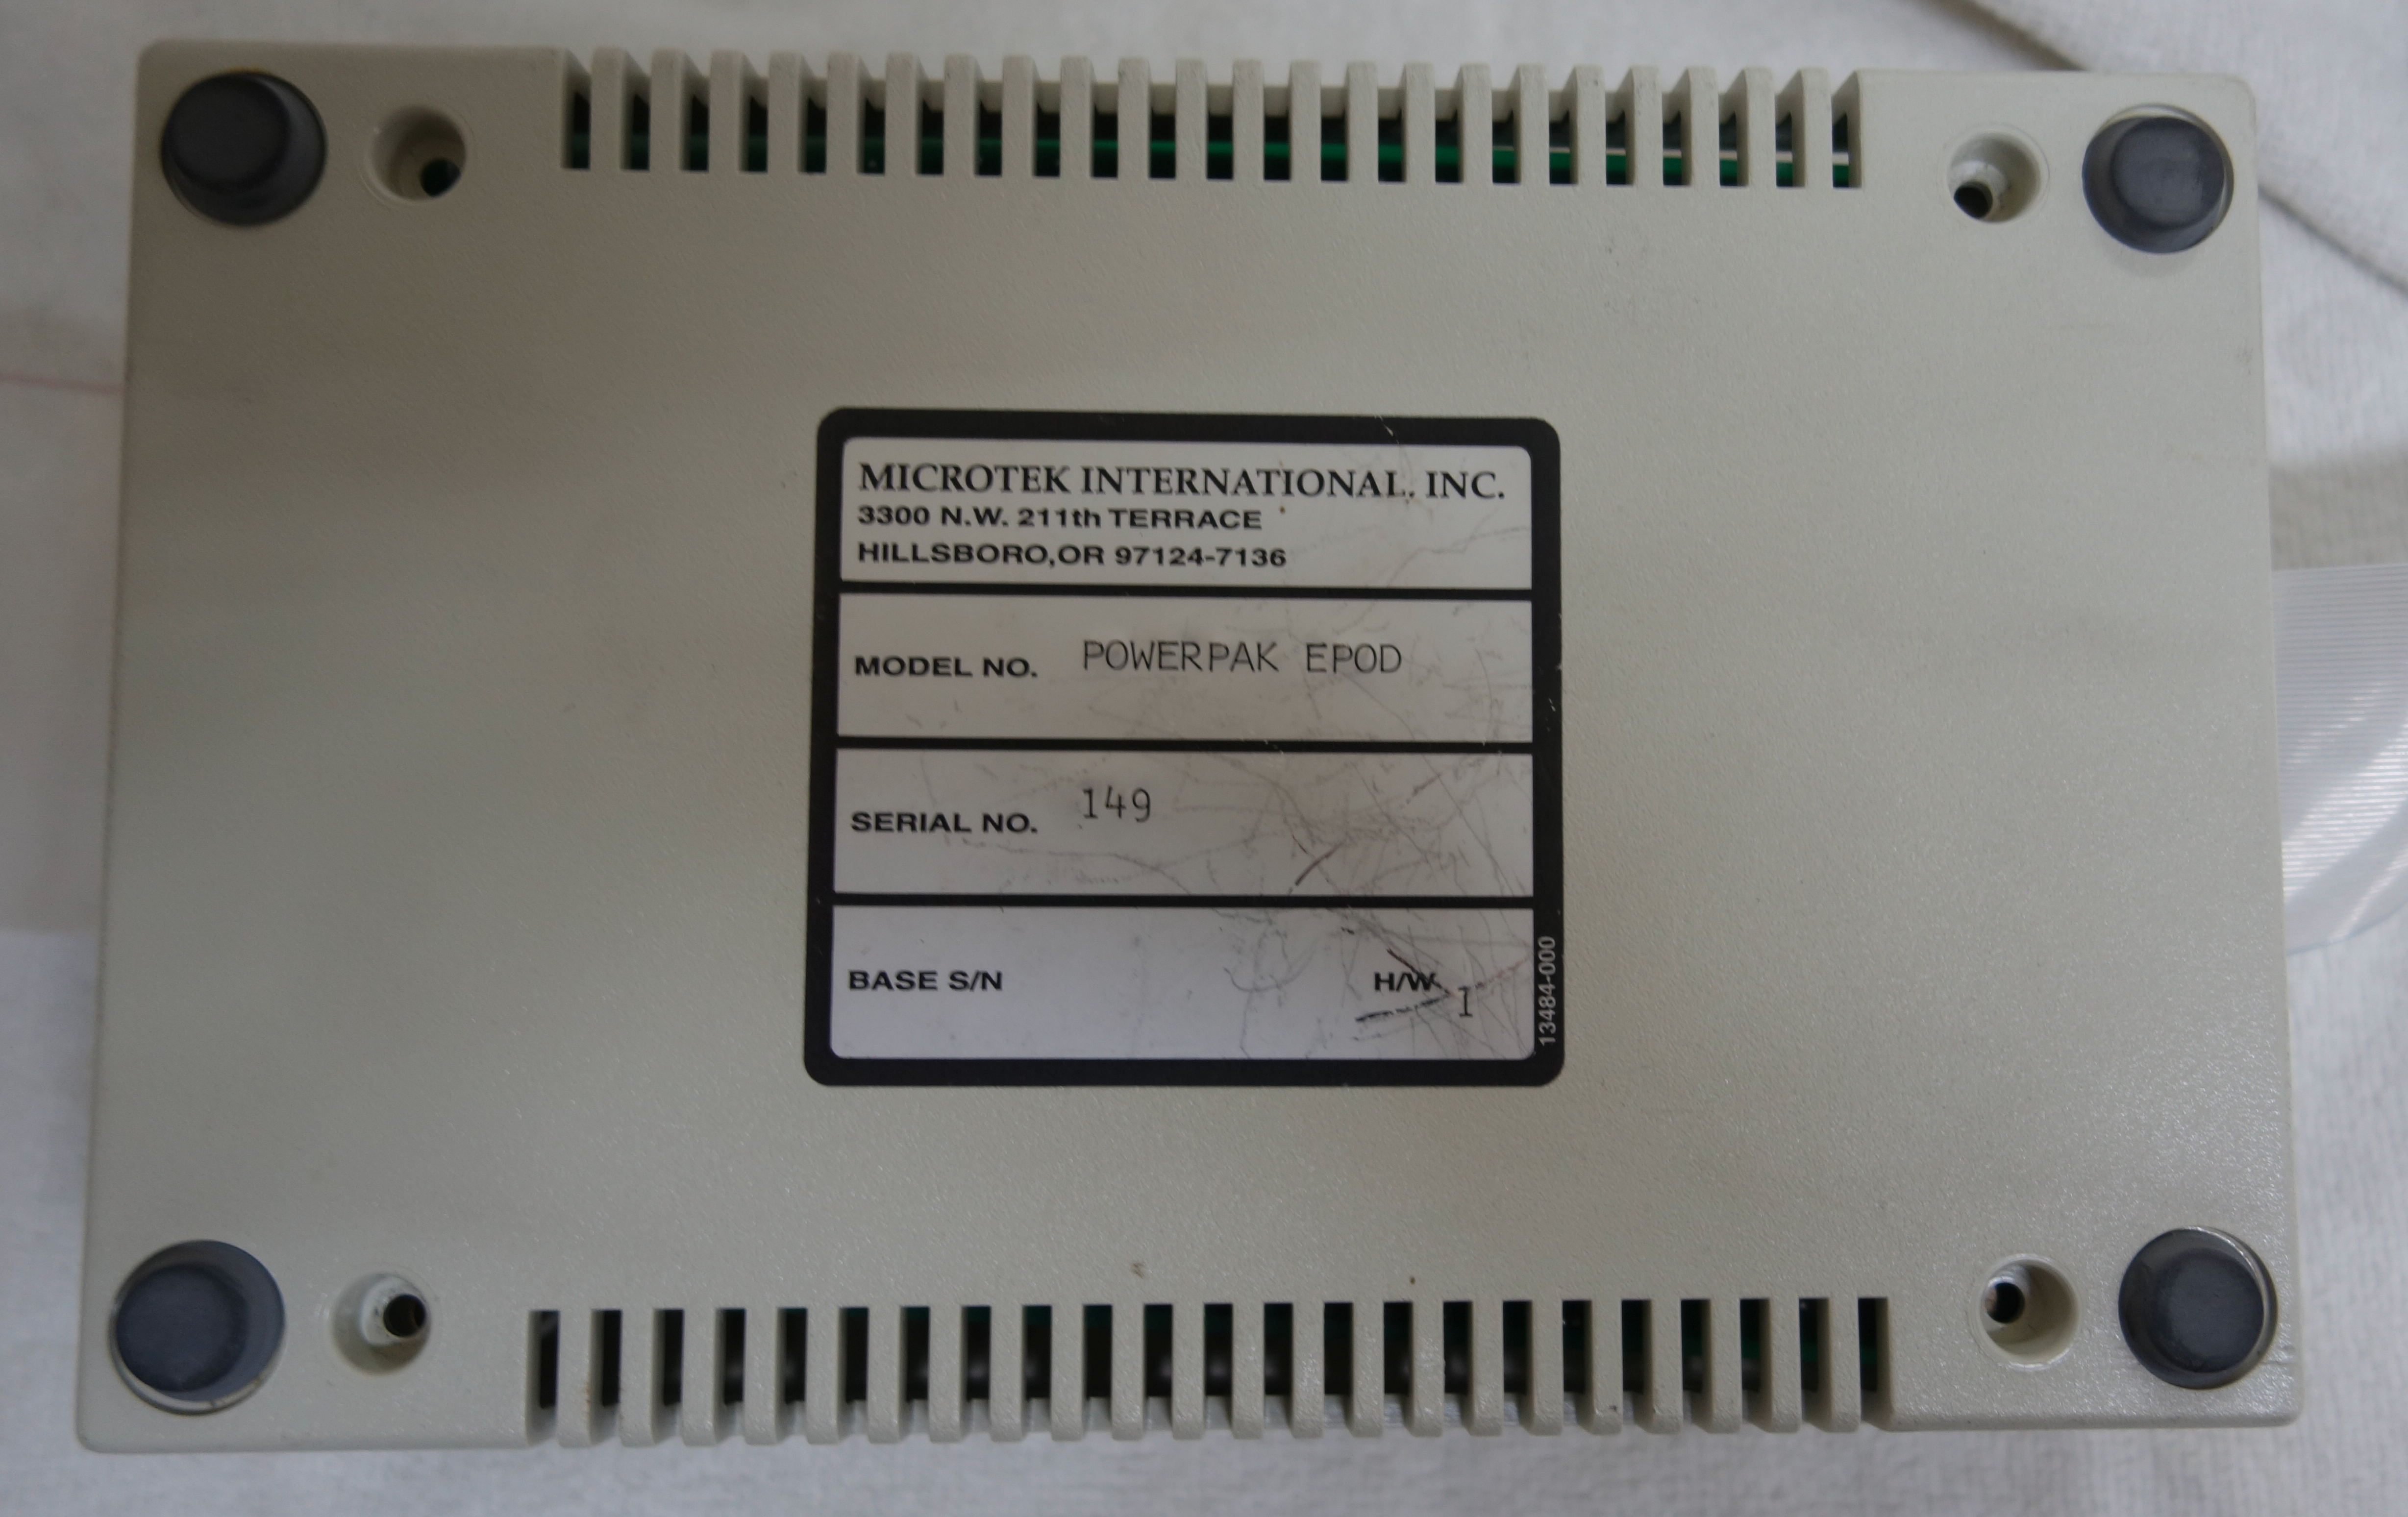 MICROTEK INTERNATIONAL, INC.
3300 N.W. 211th TERRACE
HILLSBORO,OR 97124-7136
MODEL NO. POWERPAK EPOD
SERIAL NO. 149
BASE S/N H/W 1
13484-000